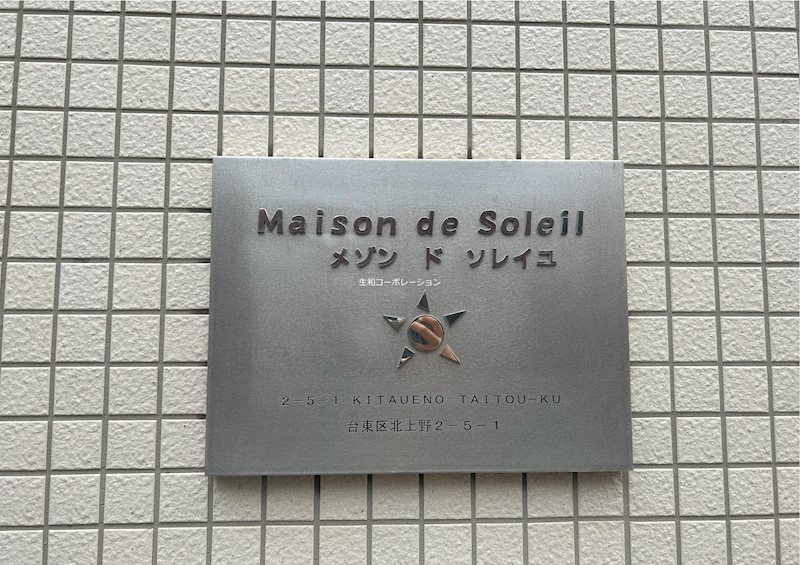 Maison de Soleil
メゾン ド ソレイユ
生和コーポレーション
2−5−1 KITAUENO TAITOU−KU
台東区北上野2−5−1